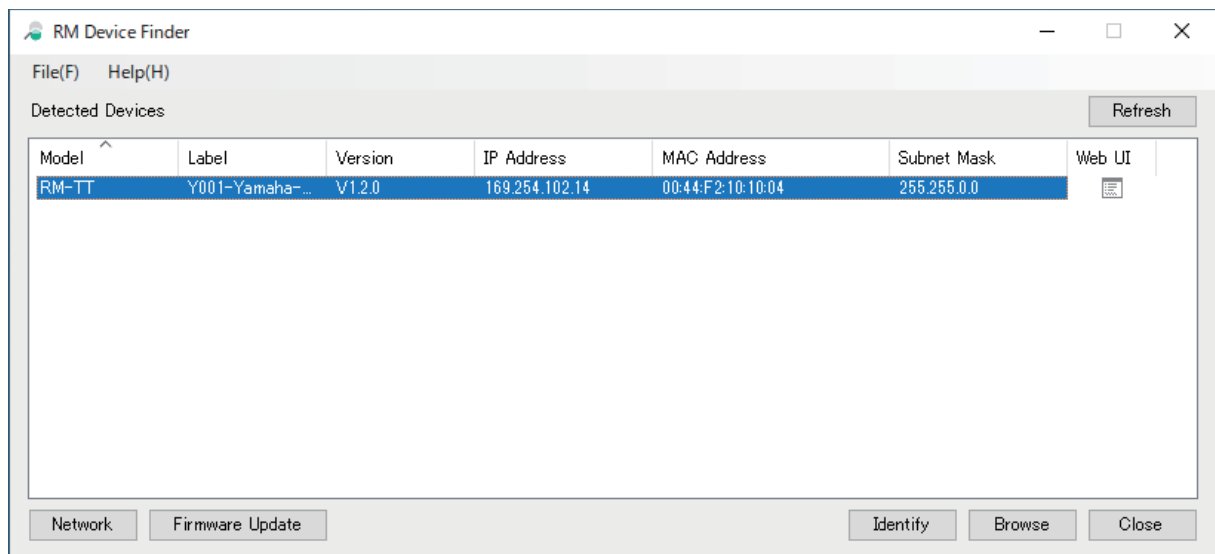 RM Device Finder
File(F) Help(H)
Detected Devices Refresh
Model Label Version IP Address MAC Address Subnet Mask Web UI
RM-TT Y001-Yamaha-... V1.2.0 169.254.102.14 00:44:F2:10:10:04 255.255.0.0
Network Firmware Update Identify Browse Close